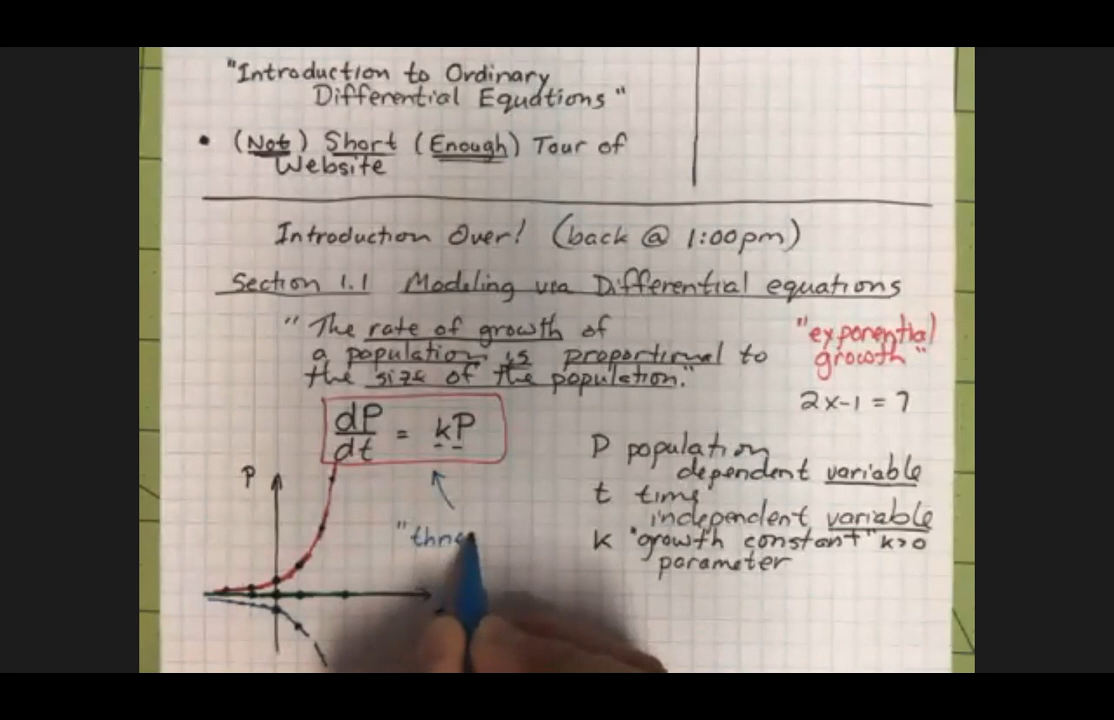 "Introduction to Ordinary
Differential Equations"
• (Not) Short (Enough) Tour of
Website
Introduction Over! (back @ 1:00pm)
Section 1.1 Modeling via Differential equations
"The rate of growth of
a population is proportional to
the size of the population."
"exponential
growth"
2x-1 = 7
dP/dt = kP
P population
dependent variable
t time
independent variable
k "growth constant" k>0
parameter
P
"thre